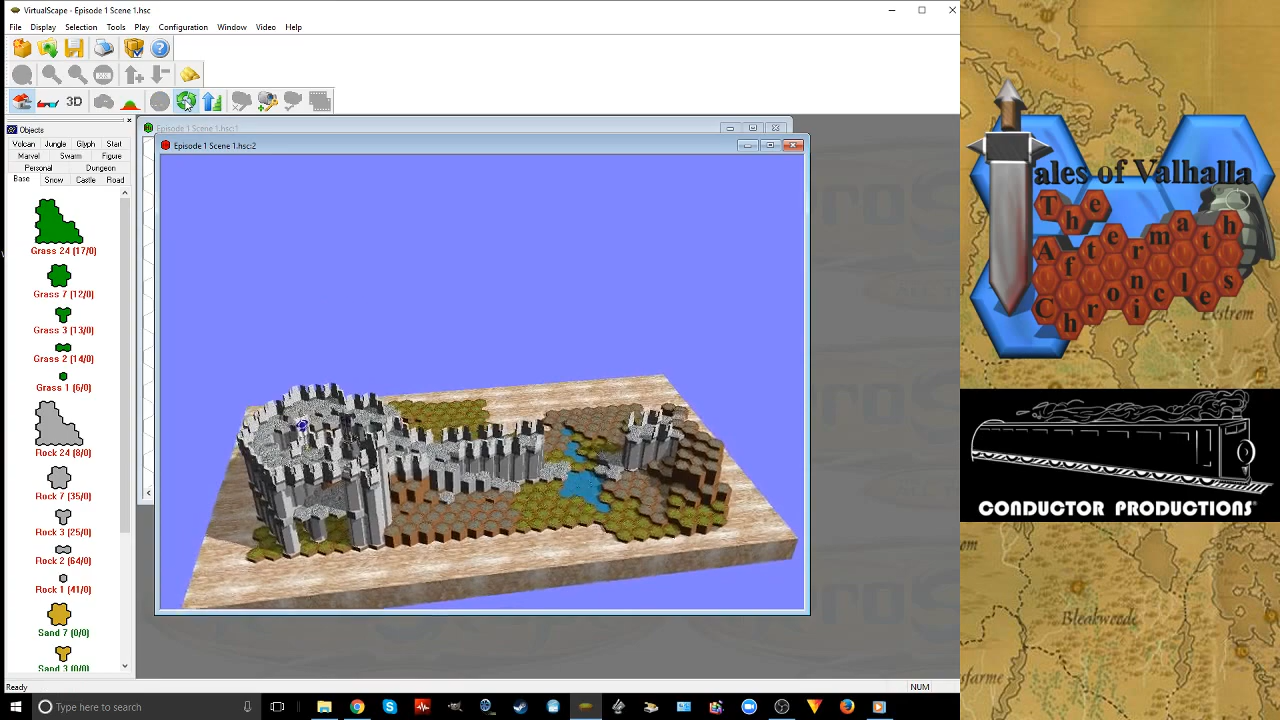 VirtualScape - Episode 1 Scene 1.hsc
File Display Selection Tools Play Configuration Window Video Help
3D
Objects
Volcan Jungle Glyph Start
Marvel Swarm Figure
Personal Dungeon
Base Snow Castle Road
Grass 24 (17/0)
Grass 7 (12/0)
Grass 3 (13/0)
Grass 2 (14/0)
Grass 1 (6/0)
Rock 24 (8/0)
Rock 7 (35/0)
Rock 3 (25/0)
Rock 2 (64/0)
Rock 1 (41/0)
Sand 7 (0/0)
Sand 3 (0/0)
Episode 1 Scene 1.hsc:1
Episode 1 Scene 1.hsc:2
Ready
NUM
Type here to search
Tales of Valhalla
The
Aftermath
Chronicles
CONDUCTOR PRODUCTIONS
Bleakwoode